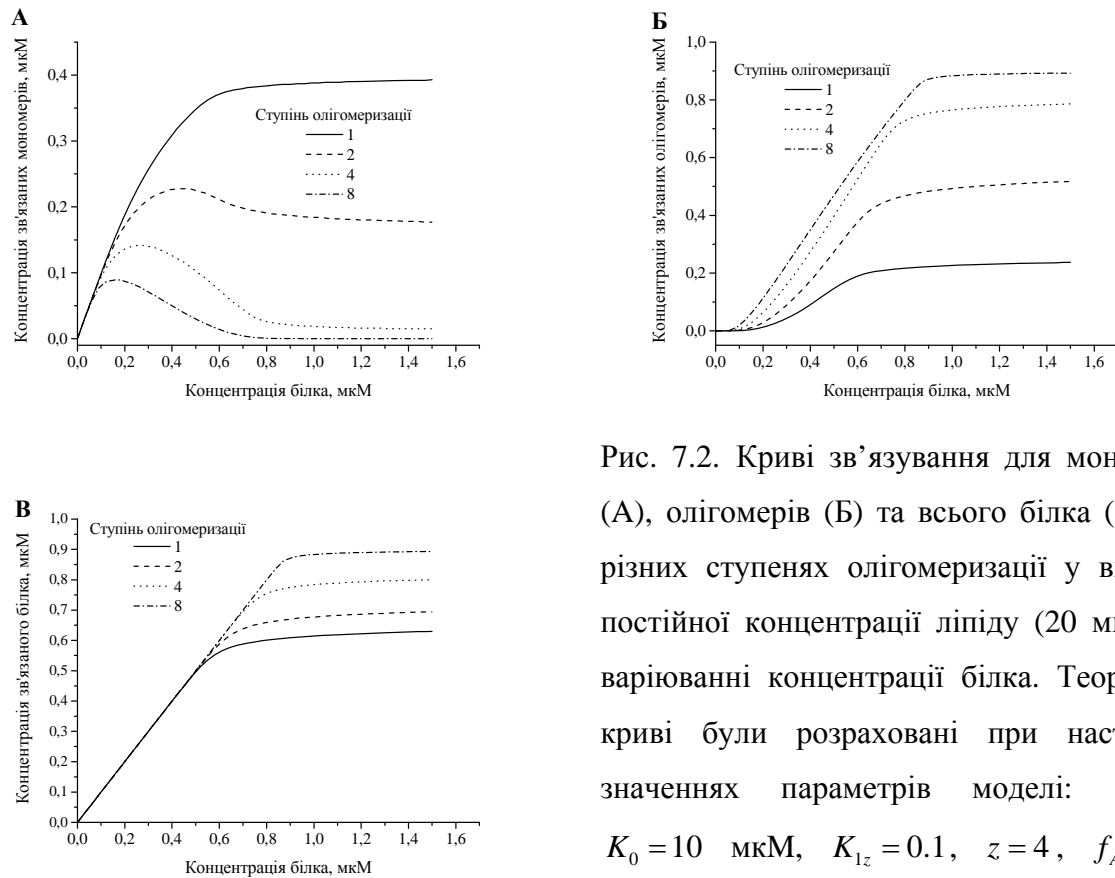 А
Концентрація зв'язаних мономерів, мкМ
0,4
0,3
0,2
0,1
0,0
Ступінь олігомеризації
1
2
4
8
0,0 0,2 0,4 0,6 0,8 1,0 1,2 1,4 1,6
Концентрація білка, мкМ
Б
Концентрація зв'язаних олігомерів, мкМ
1,0
0,8
0,6
0,4
0,2
0,0
Ступінь олігомеризації
1
2
4
8
0,0 0,2 0,4 0,6 0,8 1,0 1,2 1,4 1,6
Концентрація білка, мкМ
В
Концентрація зв'язаного білка, мкМ
1,0
0,9
0,8
0,7
0,6
0,5
0,4
0,3
0,2
0,1
0,0
Ступінь олігомеризації
1
2
4
8
0,0 0,2 0,4 0,6 0,8 1,0 1,2 1,4 1,6
Концентрація білка, мкМ
Рис. 7.2. Криві зв’язування для мон
(А), олігомерів (Б) та всього білка (
різних ступенях олігомеризації у ви
постійної концентрації ліпіду (20 мк
варіюванні концентрації білка. Теор
криві були розраховані при наст
значеннях параметрів моделі:
K₀ = 10 мкМ, K₁z = 0.1, z = 4 , f